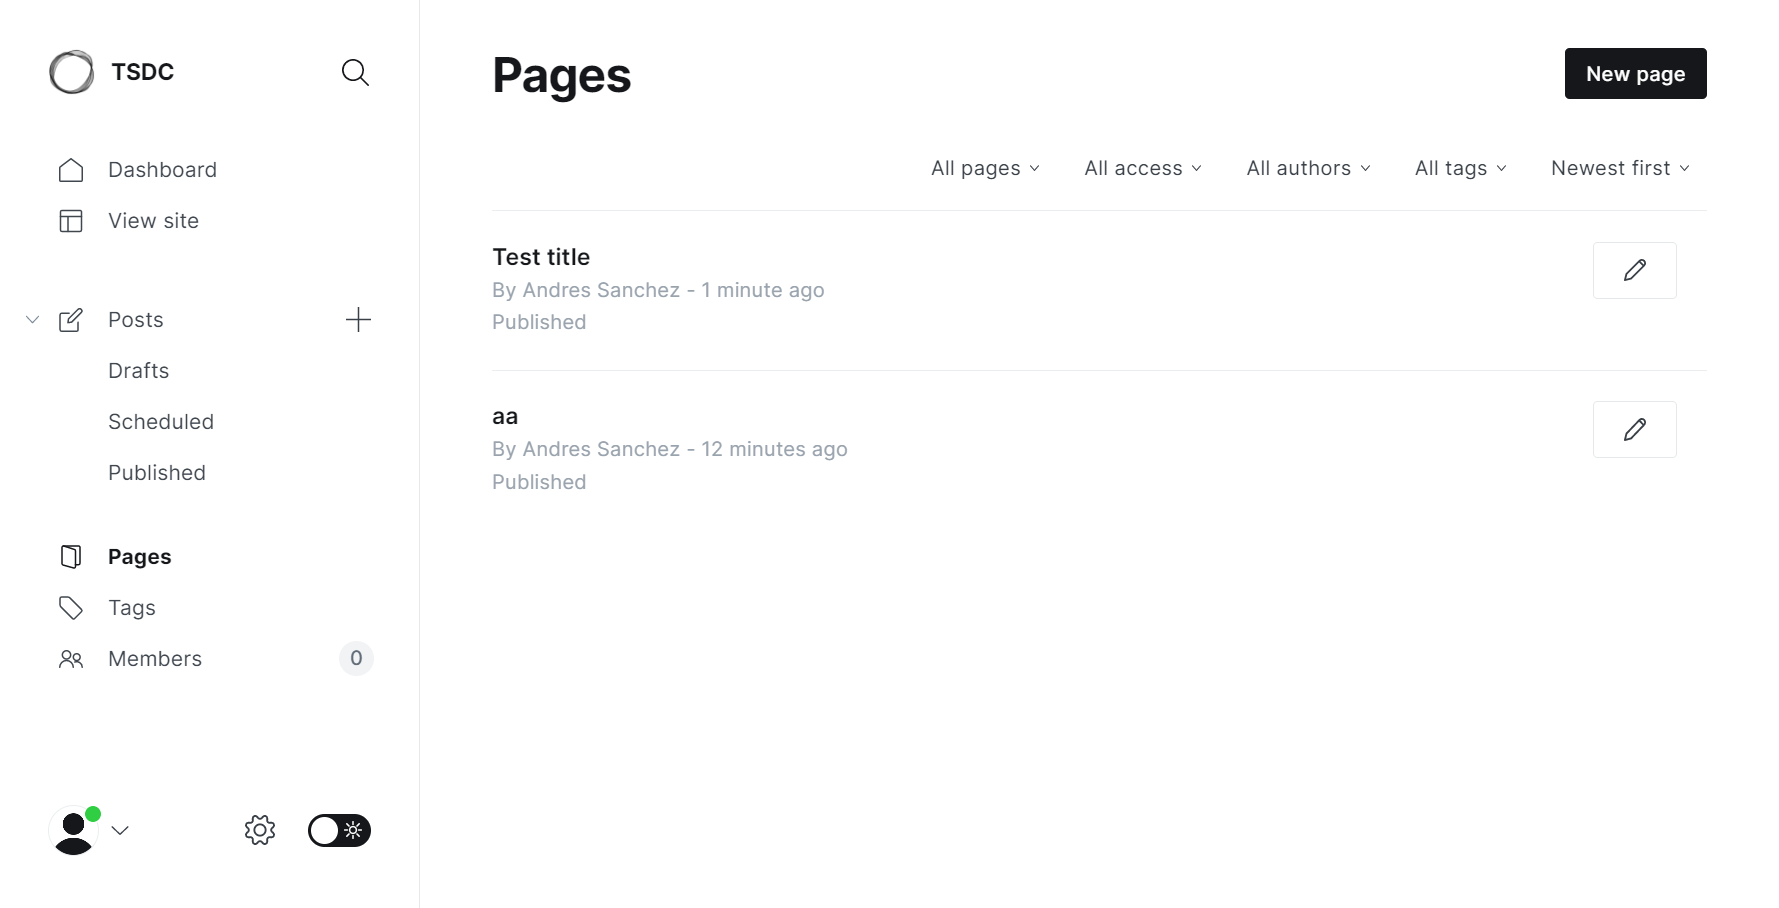 TSDC
Dashboard
View site
Posts
Drafts
Scheduled
Published
Pages
Tags
Members 0
Pages
New page
All pages All access All authors All tags Newest first
Test title
By Andres Sanchez - 1 minute ago
Published
aa
By Andres Sanchez - 12 minutes ago
Published